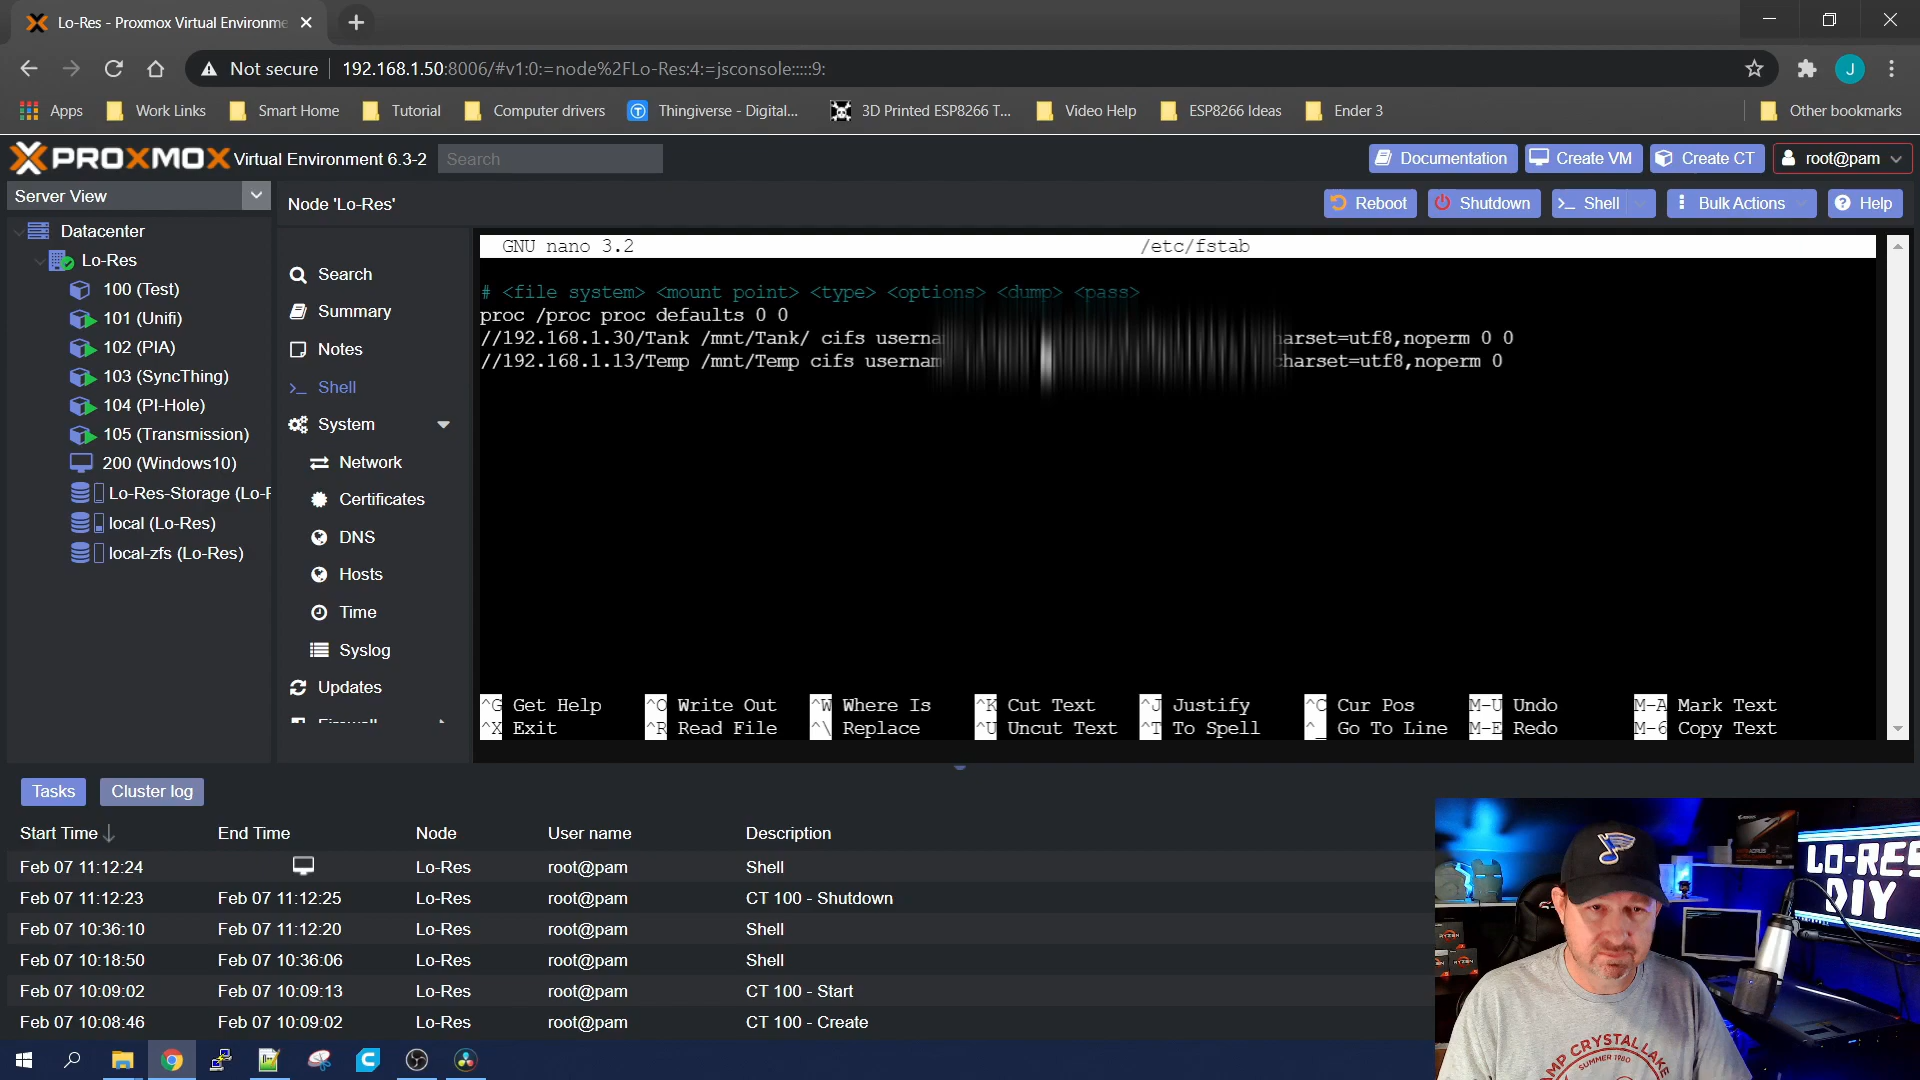 Lo-Res - Proxmox Virtual Environme
Not secure
192.168.1.50:8006/#v1:0:=node%2FLo-Res:4:=jsconsole:::::9:
J
Apps
Work Links
Smart Home
Tutorial
Computer drivers
Thingiverse - Digital...
3D Printed ESP8266 T...
Video Help
ESP8266 Ideas
Ender 3
Other bookmarks
PROXMOX Virtual Environment 6.3-2
Search
Documentation
Create VM
Create CT
root@pam
Server View
Node 'Lo-Res'
Reboot
Shutdown
>_ Shell
Bulk Actions
Help
Datacenter
Lo-Res
100 (Test)
101 (Unifi)
102 (PIA)
103 (SyncThing)
104 (PI-Hole)
105 (Transmission)
200 (Windows10)
Lo-Res-Storage (Lo-R
local (Lo-Res)
local-zfs (Lo-Res)
Search
Summary
Notes
>_ Shell
System
Network
Certificates
DNS
Hosts
Time
Syslog
Updates
Firewall
GNU nano 3.2 /etc/fstab
# <file system> <mount point> <type> <options> <dump> <pass>
proc /proc proc defaults 0 0
//192.168.1.30/Tank /mnt/Tank/ cifs userna harset=utf8,noperm 0 0
//192.168.1.13/Temp /mnt/Temp cifs usernam charset=utf8,noperm 0
^G Get Help ^O Write Out ^W Where Is ^K Cut Text ^J Justify ^C Cur Pos M-U Undo M-A Mark Text
^X Exit ^R Read File ^\ Replace ^U Uncut Text ^T To Spell ^_ Go To Line M-E Redo M-6 Copy Text
Tasks
Cluster log
Start Time End Time Node User name Description
Feb 07 11:12:24 Lo-Res root@pam Shell
Feb 07 11:12:23 Feb 07 11:12:25 Lo-Res root@pam CT 100 - Shutdown
Feb 07 10:36:10 Feb 07 11:12:20 Lo-Res root@pam Shell
Feb 07 10:18:50 Feb 07 10:36:06 Lo-Res root@pam Shell
Feb 07 10:09:02 Feb 07 10:09:13 Lo-Res root@pam CT 100 - Start
Feb 07 10:08:46 Feb 07 10:09:02 Lo-Res root@pam CT 100 - Create
LO-RES
DIY
RYZEN
RYZEN
AMP CRYSTAL LAKE
SUMMER 1980